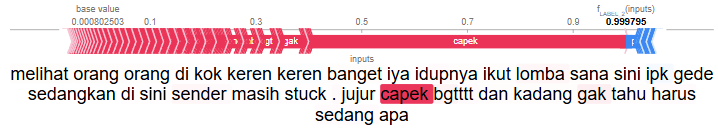 base value
fLABEL_2(inputs)
0.000802503 0.1 0.3 0.5 0.7 0.9 0.999795
gt gak capek
inputs
melihat orang orang di kok keren keren banget iya idupnya ikut lomba sana sini ipk gede
sedangkan di sini sender masih stuck . jujur capek bgtttt dan kadang gak tahu harus
sedang apa